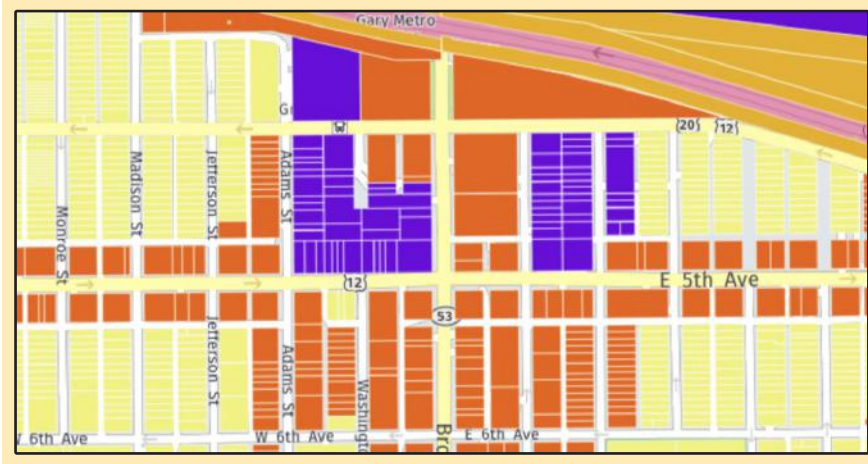 Gary Metro
Gr
20
12
Adams St
Jefferson St
Madison St
Monroe St
E 5th Ave
12
53
Jefferson St
Adams St
Washingto
W 6th Ave
W 6th Ave
E 6th Ave
Bro